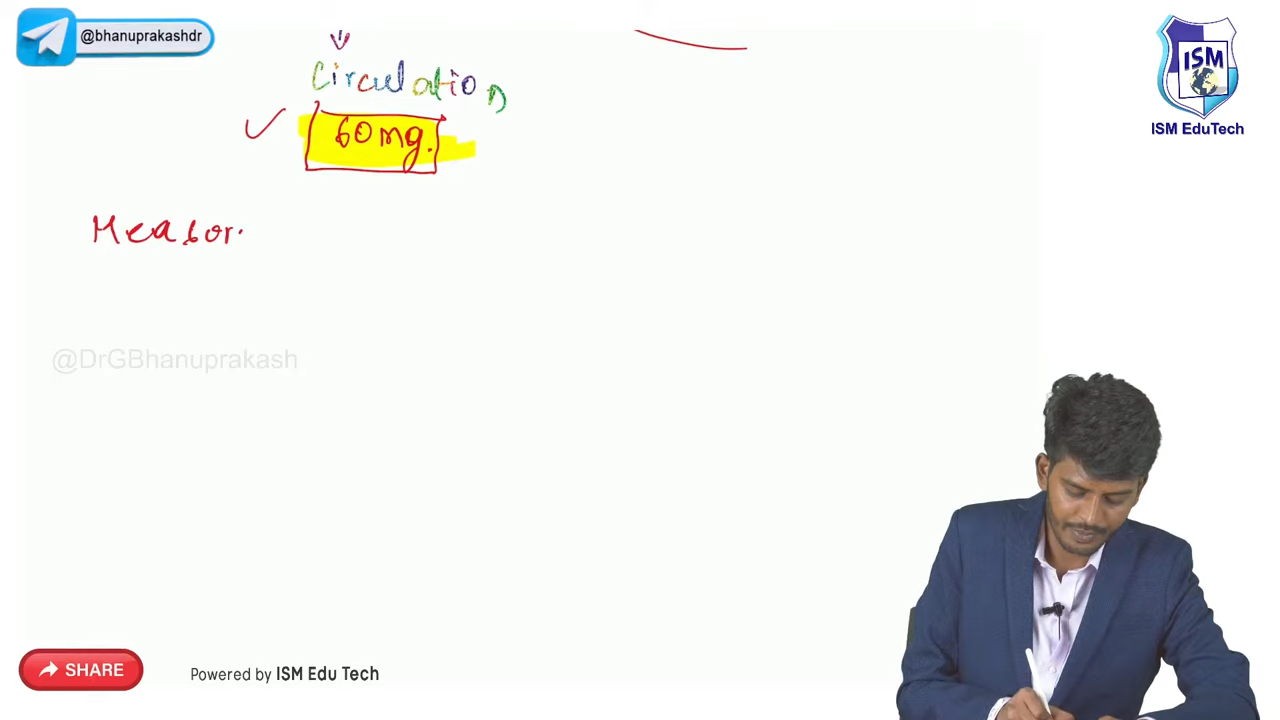 @bhanuprakashdr
Circulation
60mg.
ISM
ISM EduTech
Measor.
@DrGBhanuprakash
SHARE
Powered by ISM Edu Tech